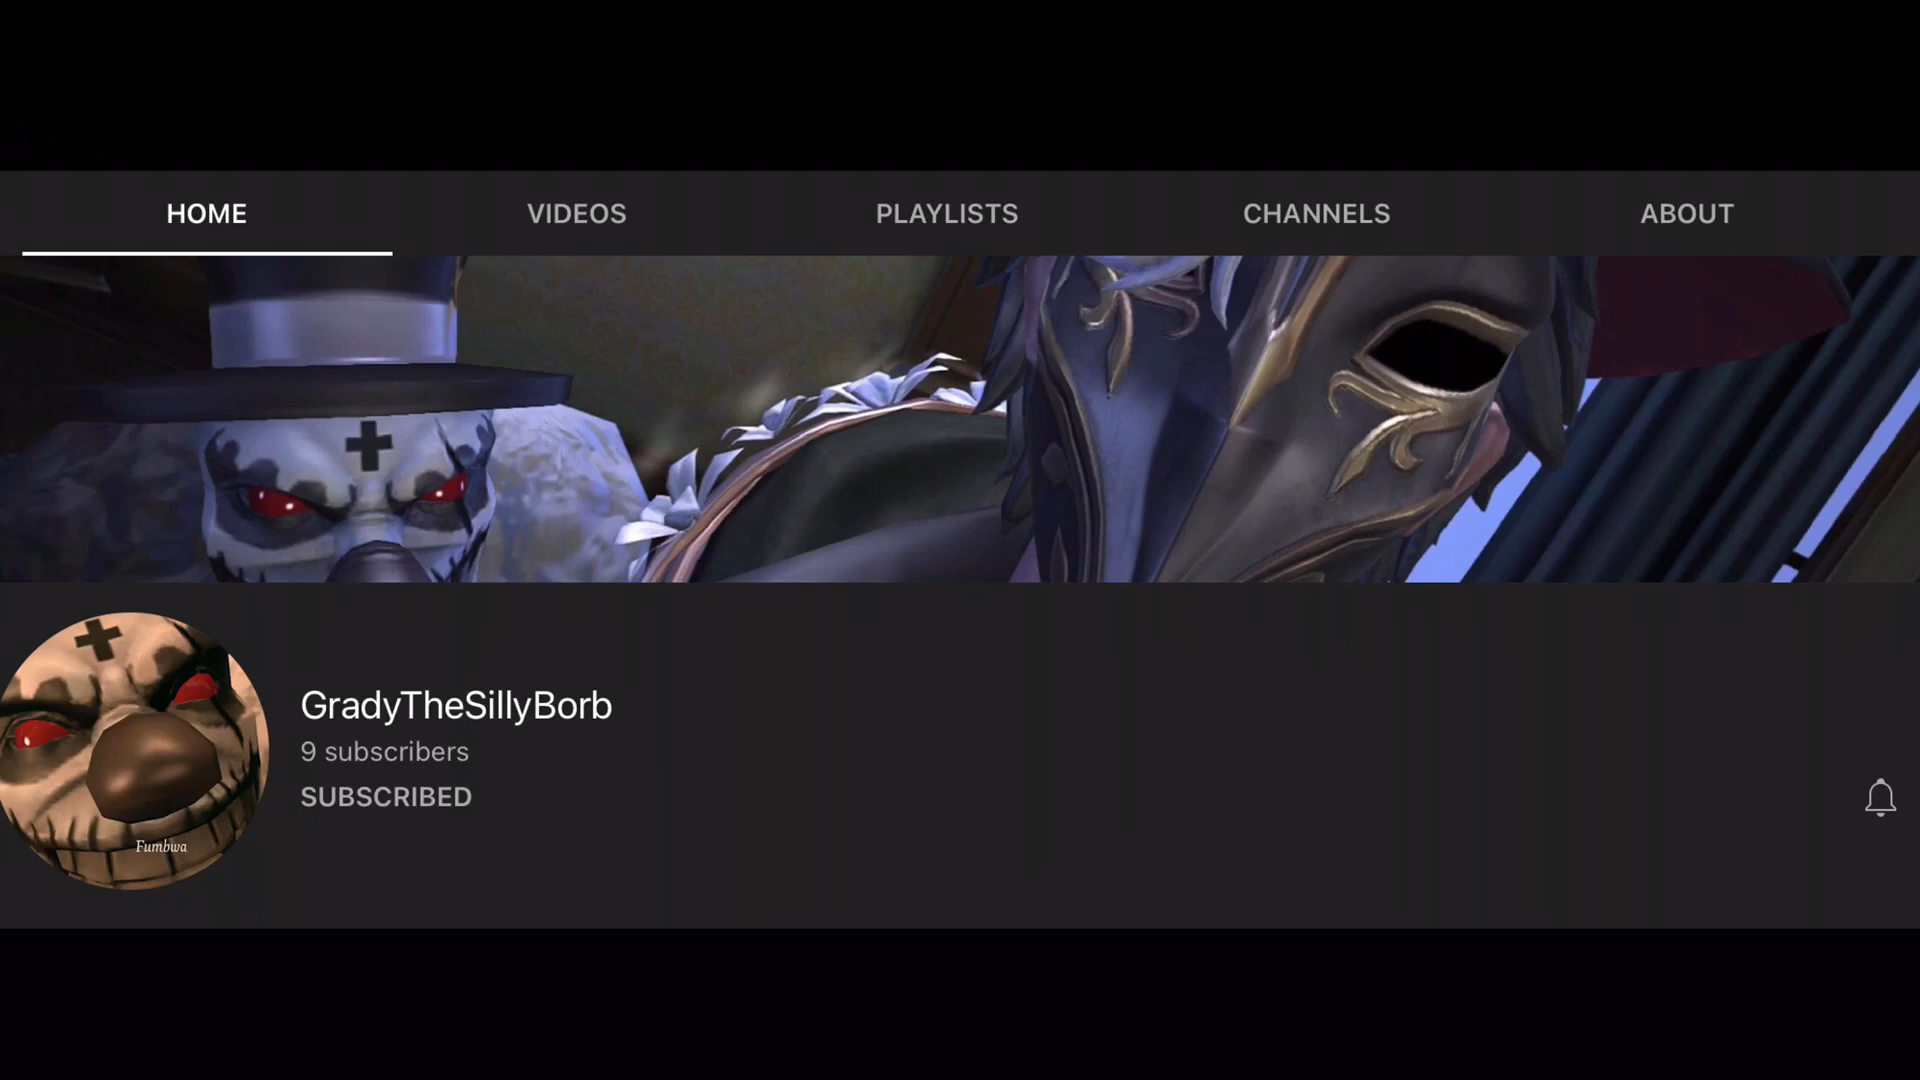 HOME
VIDEOS
PLAYLISTS
CHANNELS
ABOUT
GradyTheSillyBorb
9 subscribers
SUBSCRIBED
Fumbwa